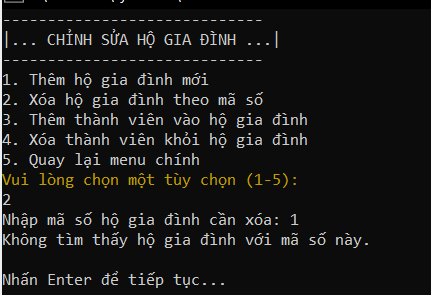 ----------------------------
|... CHỈNH SỬA HỘ GIA ĐÌNH ...|
----------------------------
1. Thêm hộ gia đình mới
2. Xóa hộ gia đình theo mã số
3. Thêm thành viên vào hộ gia đình
4. Xóa thành viên khỏi hộ gia đình
5. Quay lại menu chính
Vui lòng chọn một tùy chọn (1-5):
2
Nhập mã số hộ gia đình cần xóa: 1
Không tìm thấy hộ gia đình với mã số này.
Nhấn Enter để tiếp tục...